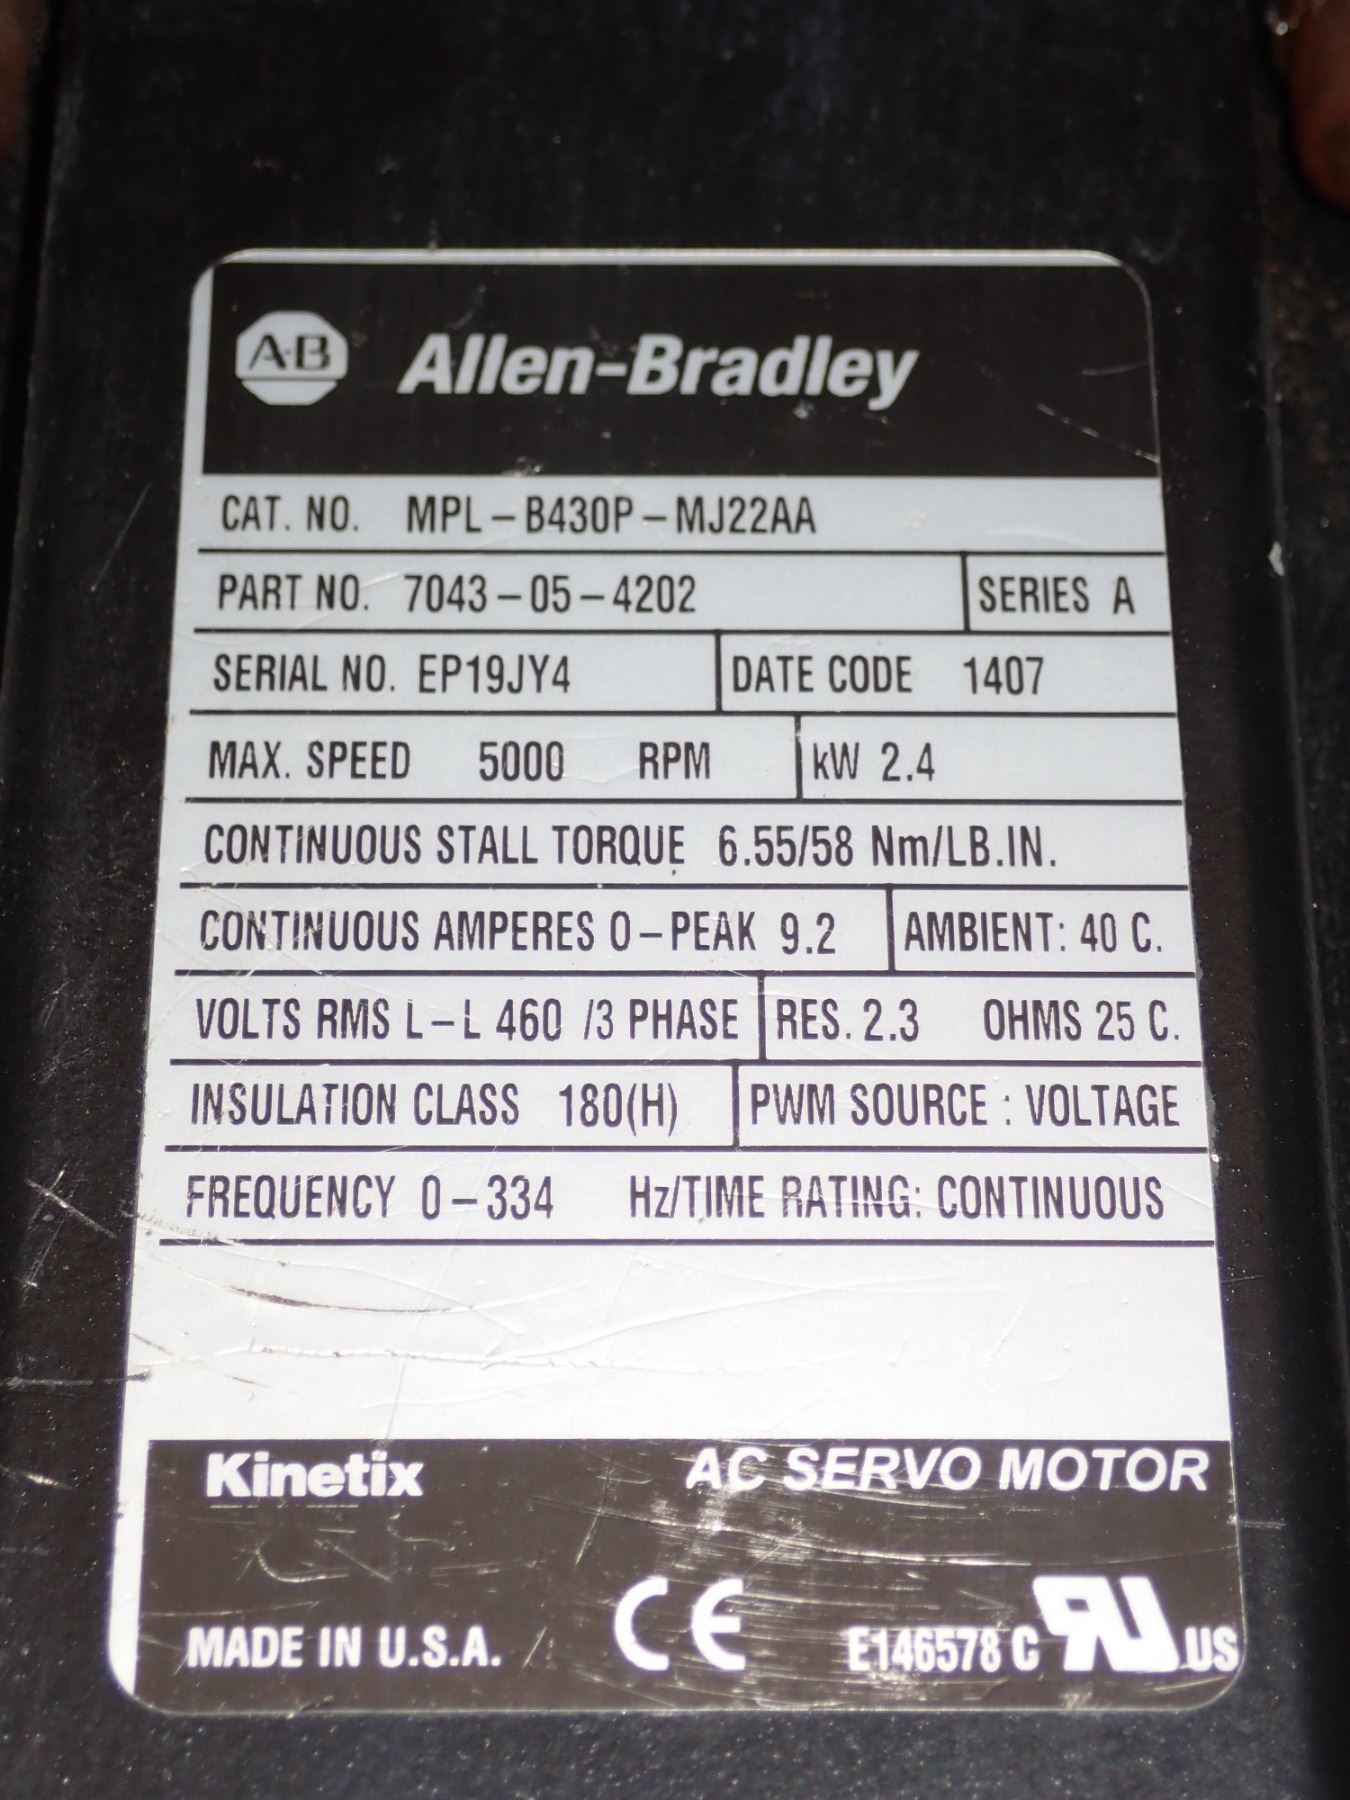 A-B Allen-Bradley
CAT. NO. MPL-B430P-MJ22AA
PART NO. 7043-05-4202 SERIES A
SERIAL NO. EP19JY4 DATE CODE 1407
MAX. SPEED 5000 RPM kW 2.4
CONTINUOUS STALL TORQUE 6.55/58 Nm/LB.IN.
CONTINUOUS AMPERES 0-PEAK 9.2 AMBIENT: 40 C.
VOLTS RMS L-L 460 /3 PHASE RES. 2.3 OHMS 25 C.
INSULATION CLASS 180(H) PWM SOURCE : VOLTAGE
FREQUENCY 0-334 Hz/TIME RATING: CONTINUOUS
Kinetix AC SERVO MOTOR
MADE IN U.S.A. CE E146578 C RU US